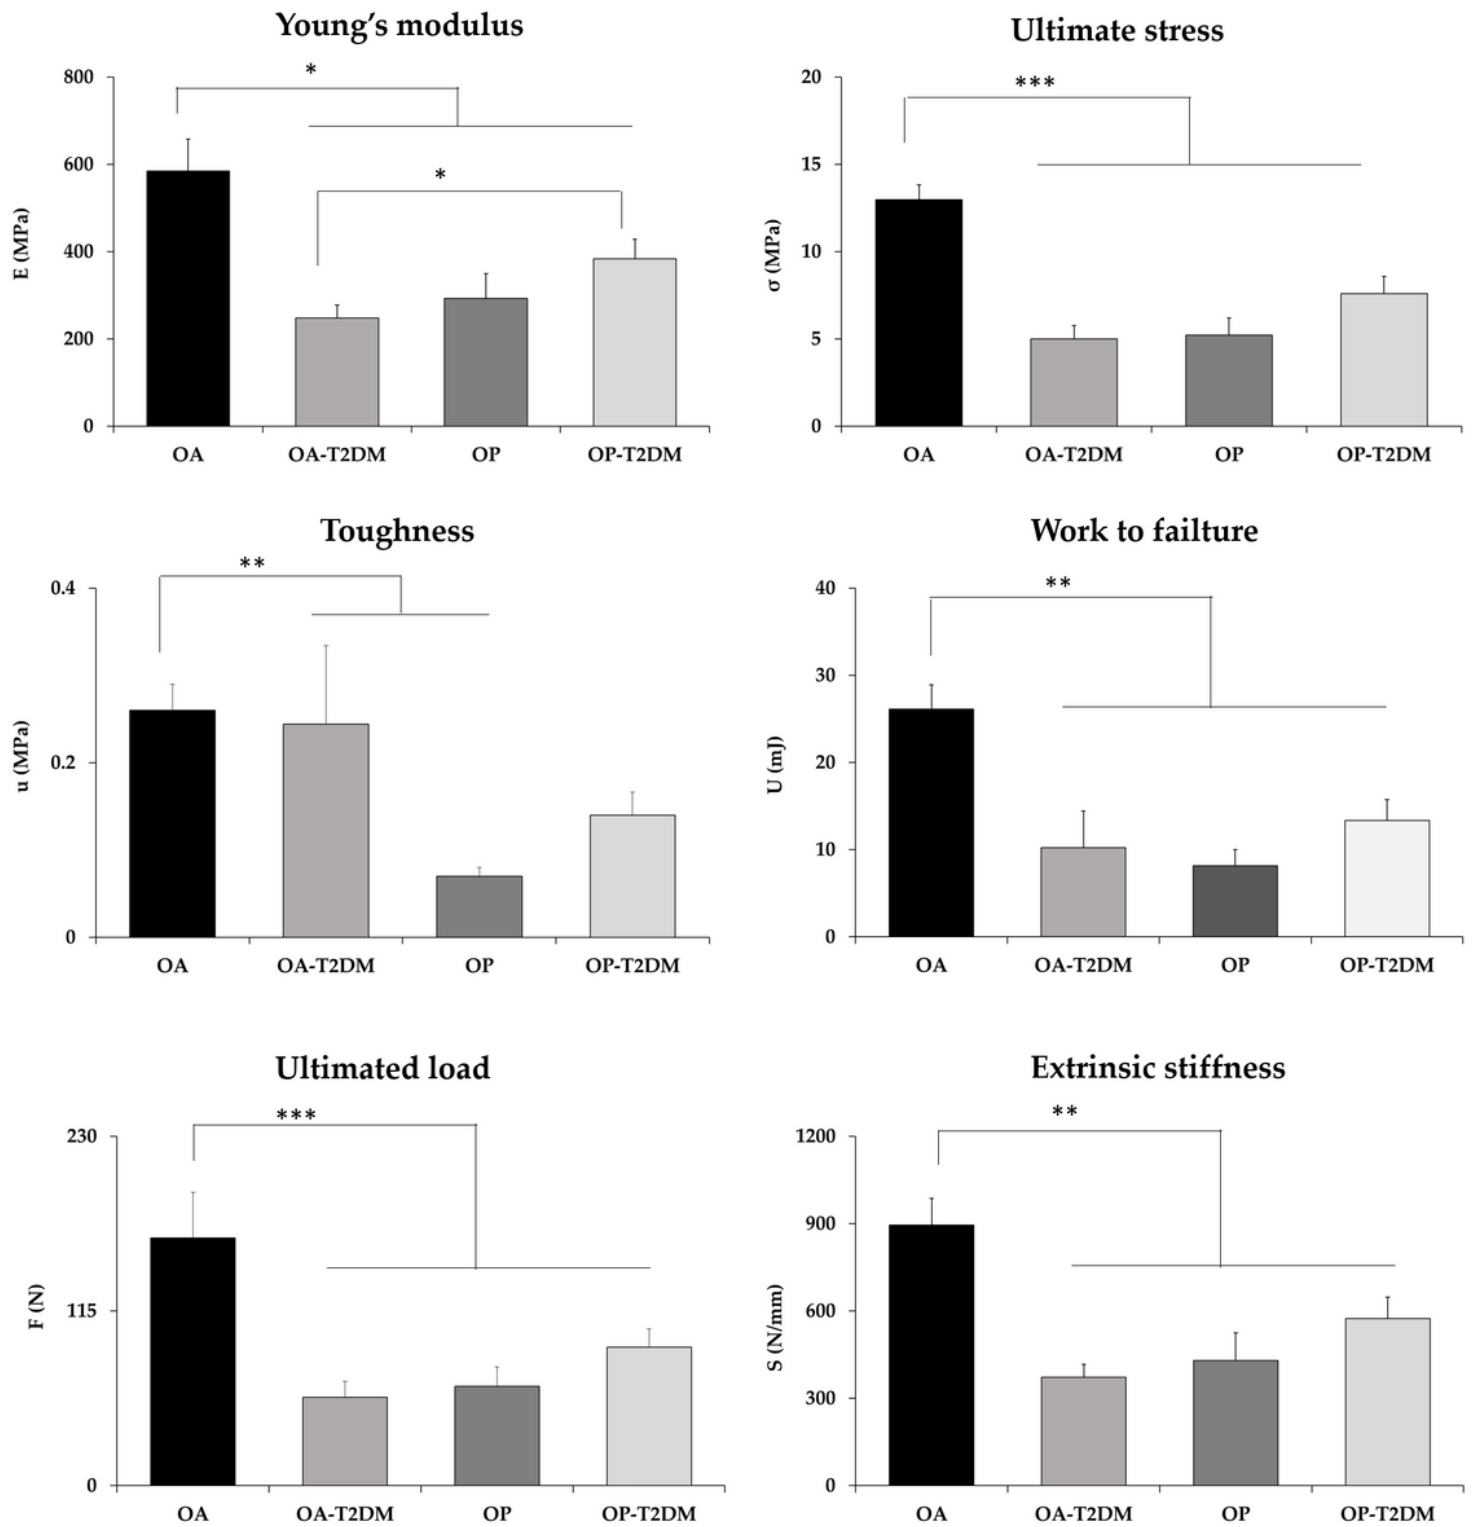 Young's modulus
*
*
800
600
400
200
0
E (MPa)
OA OA-T2DM OP OP-T2DM
Ultimate stress
***
20
15
10
5
0
σ (MPa)
OA OA-T2DM OP OP-T2DM
Toughness
**
0.4
0.2
0
u (MPa)
OA OA-T2DM OP OP-T2DM
Work to failture
**
40
30
20
10
0
U (mJ)
OA OA-T2DM OP OP-T2DM
Ultimated load
***
230
115
0
F (N)
OA OA-T2DM OP OP-T2DM
Extrinsic stiffness
**
1200
900
600
300
0
S (N/mm)
OA OA-T2DM OP OP-T2DM